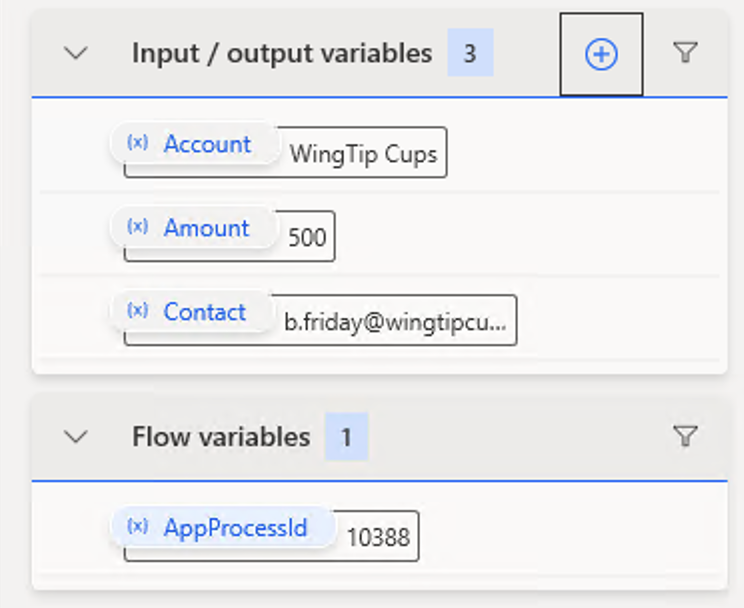 Input / output variables 3
(x) Account WingTip Cups
(x) Amount 500
(x) Contact b.friday@wingtipcu...
Flow variables 1
(x) AppProcessId 10388